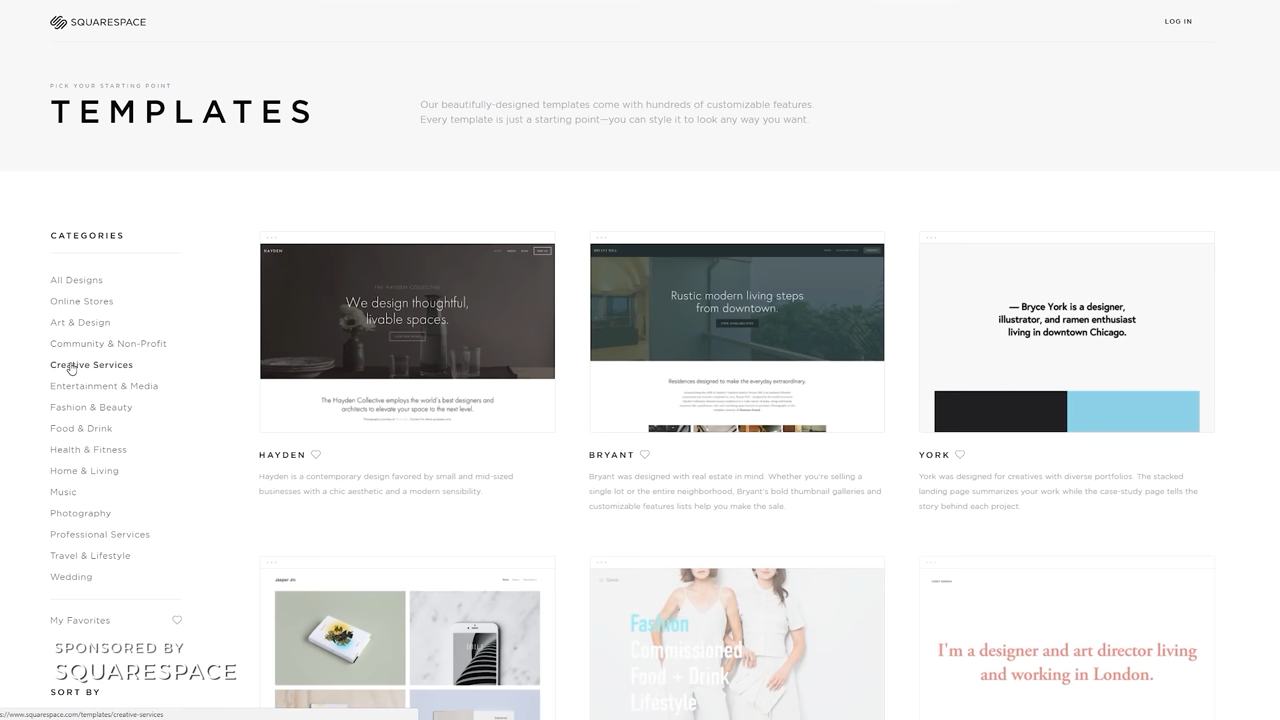 SQUARESPACE
LOG IN
PICK YOUR STARTING POINT
TEMPLATES
Our beautifully-designed templates come with hundreds of customizable features.
Every template is just a starting point—you can style it to look any way you want.
CATEGORIES
All Designs
Online Stores
Art & Design
Community & Non-Profit
Creative Services
Entertainment & Media
Fashion & Beauty
Food & Drink
Health & Fitness
Home & Living
Music
Photography
Professional Services
Travel & Lifestyle
Wedding
My Favorites
SPONSORED BY
SQUARESPACE
SORT BY
s://www.squarespace.com/templates/creative-services
HAYDEN
THE HAYDEN COLLECTIVE
We design thoughtful,
livable spaces.
The Hayden Collective employs the world's best designers and
architects to elevate your space to the next level.
HAYDEN
Hayden is a contemporary design favored by small and mid-sized
businesses with a chic aesthetic and a modern sensibility.
Rustic modern living steps
from downtown.
Residences designed to make the everyday extraordinary.
BRYANT
Bryant was designed with real estate in mind. Whether you're selling a
single lot or the entire neighborhood, Bryant's bold thumbnail galleries and
customizable features lists help you make the sale.
— Bryce York is a designer,
illustrator, and ramen enthusiast
living in downtown Chicago.
YORK
York was designed for creatives with diverse portfolios. The stacked
landing page summarizes your work while the case-study page tells the
story behind each project.
Fashion
Commissioned
Food + Drink
Lifestyle
I'm a designer and art director living
and working in London.